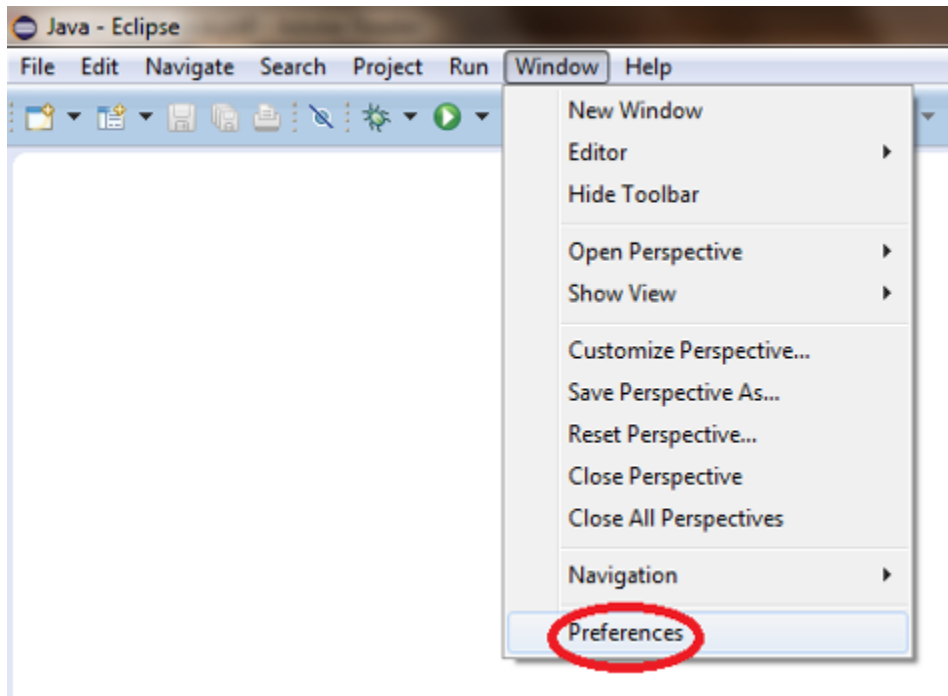 Java - Eclipse
File Edit Navigate Search Project Run Window Help
New Window
Editor
Hide Toolbar
Open Perspective
Show View
Customize Perspective...
Save Perspective As...
Reset Perspective...
Close Perspective
Close All Perspectives
Navigation
Preferences